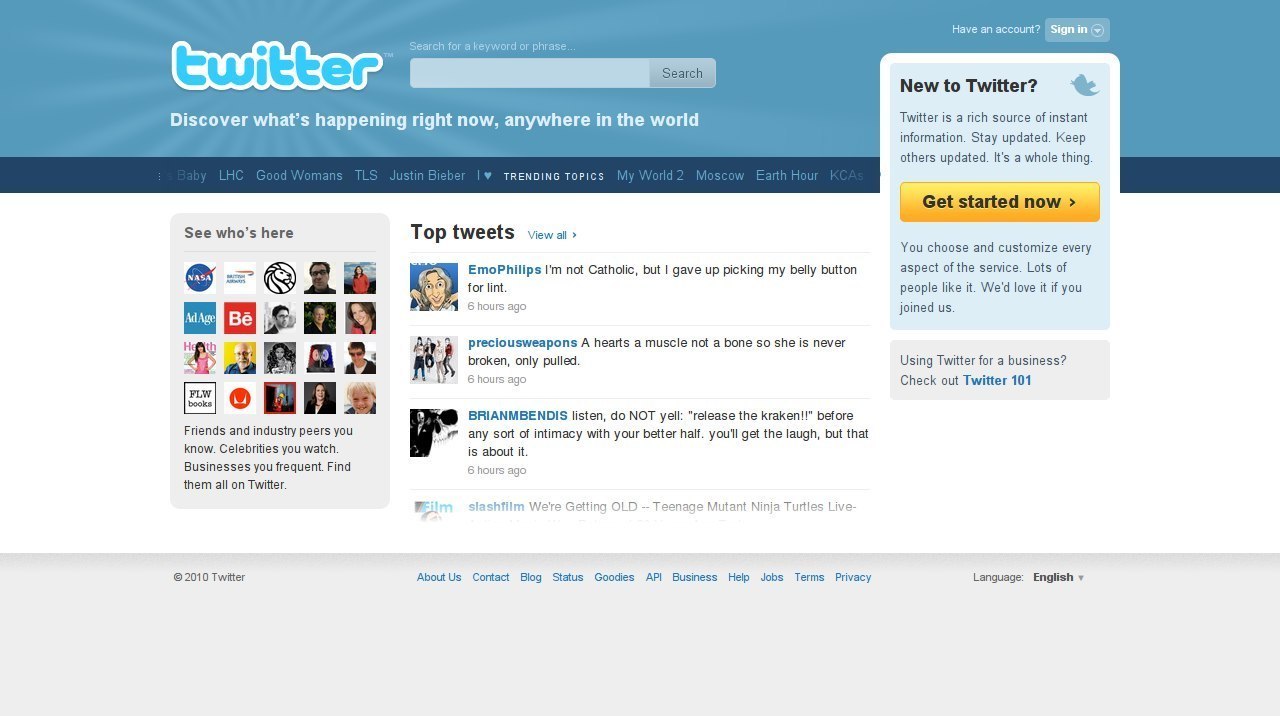 Have an account? Sign in
twitter™
Search for a keyword or phrase...
Search
Discover what's happening right now, anywhere in the world
Baby LHC Good Womans TLS Justin Bieber I ♥ TRENDING TOPICS My World 2 Moscow Earth Hour KCAs
New to Twitter?
Twitter is a rich source of instant
information. Stay updated. Keep
others updated. It's a whole thing.
Get started now ›
You choose and customize every
aspect of the service. Lots of
people like it. We'd love it if you
joined us.
Using Twitter for a business?
Check out Twitter 101
See who's here
NASA
BRITISH AIRWAYS
AdAge
Bē
Health
FLW
books
Friends and industry peers you
know. Celebrities you watch.
Businesses you frequent. Find
them all on Twitter.
Top tweets View all ›
EmoPhilips I'm not Catholic, but I gave up picking my belly button
for lint.
6 hours ago
preciousweapons A hearts a muscle not a bone so she is never
broken, only pulled.
6 hours ago
BRIANMBENDIS listen, do NOT yell: "release the kraken!!" before
any sort of intimacy with your better half. you'll get the laugh, but that
is about it.
6 hours ago
/Film
slashfilm We're Getting OLD -- Teenage Mutant Ninja Turtles Live-
© 2010 Twitter
About Us Contact Blog Status Goodies API Business Help Jobs Terms Privacy
Language: English ▼